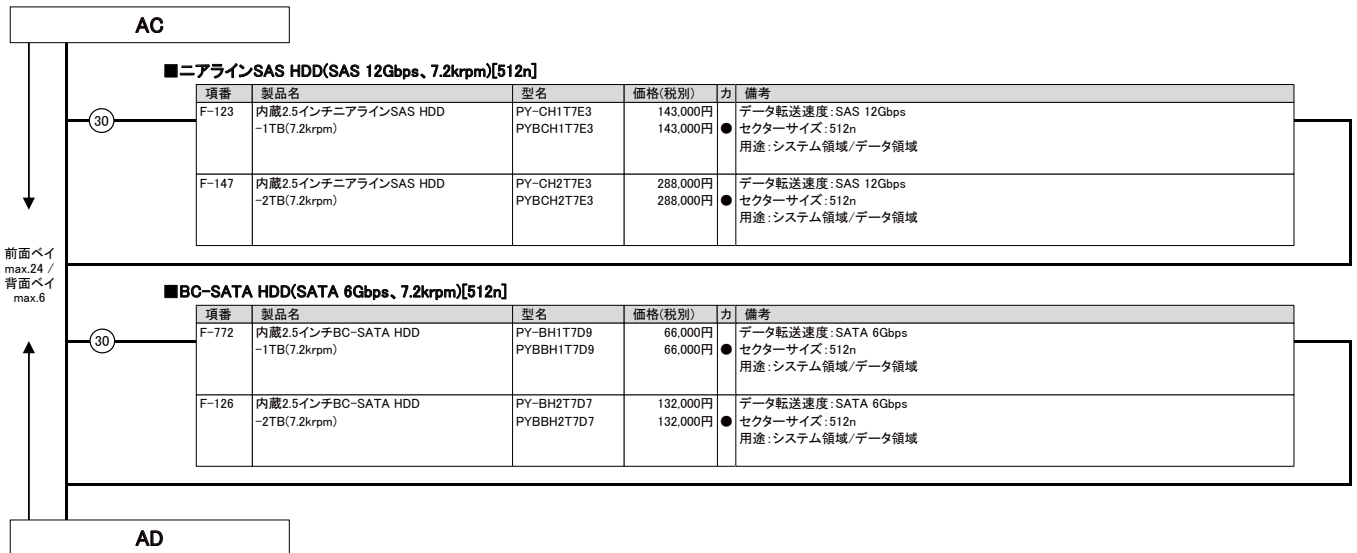 AC
■ニアラインSAS HDD(SAS 12Gbps、7.2krpm)[512n]
項番 製品名 型名 価格(税別) カ 備考
30
F-123 内蔵2.5インチニアラインSAS HDD PY-CH1T7E3 143,000円 データ転送速度:SAS 12Gbps
-1TB(7.2krpm) PYBCH1T7E3 143,000円 ● セクターサイズ:512n
用途:システム領域/データ領域
F-147 内蔵2.5インチニアラインSAS HDD PY-CH2T7E3 288,000円 データ転送速度:SAS 12Gbps
-2TB(7.2krpm) PYBCH2T7E3 288,000円 ● セクターサイズ:512n
用途:システム領域/データ領域
前面ベイ
max.24 /
背面ベイ
max.6
■BC-SATA HDD(SATA 6Gbps、7.2krpm)[512n]
項番 製品名 型名 価格(税別) カ 備考
30
F-772 内蔵2.5インチBC-SATA HDD PY-BH1T7D9 66,000円 データ転送速度:SATA 6Gbps
-1TB(7.2krpm) PYBBH1T7D9 66,000円 ● セクターサイズ:512n
用途:システム領域/データ領域
F-126 内蔵2.5インチBC-SATA HDD PY-BH2T7D7 132,000円 データ転送速度:SATA 6Gbps
-2TB(7.2krpm) PYBBH2T7D7 132,000円 ● セクターサイズ:512n
用途:システム領域/データ領域
AD